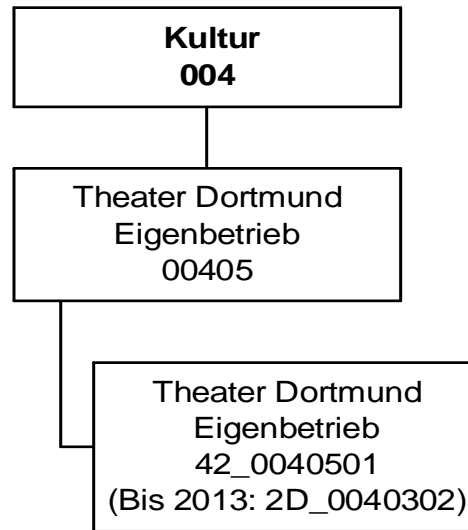 Kultur
004
Theater Dortmund
Eigenbetrieb
00405
Theater Dortmund
Eigenbetrieb
42_0040501
(Bis 2013: 2D_0040302)